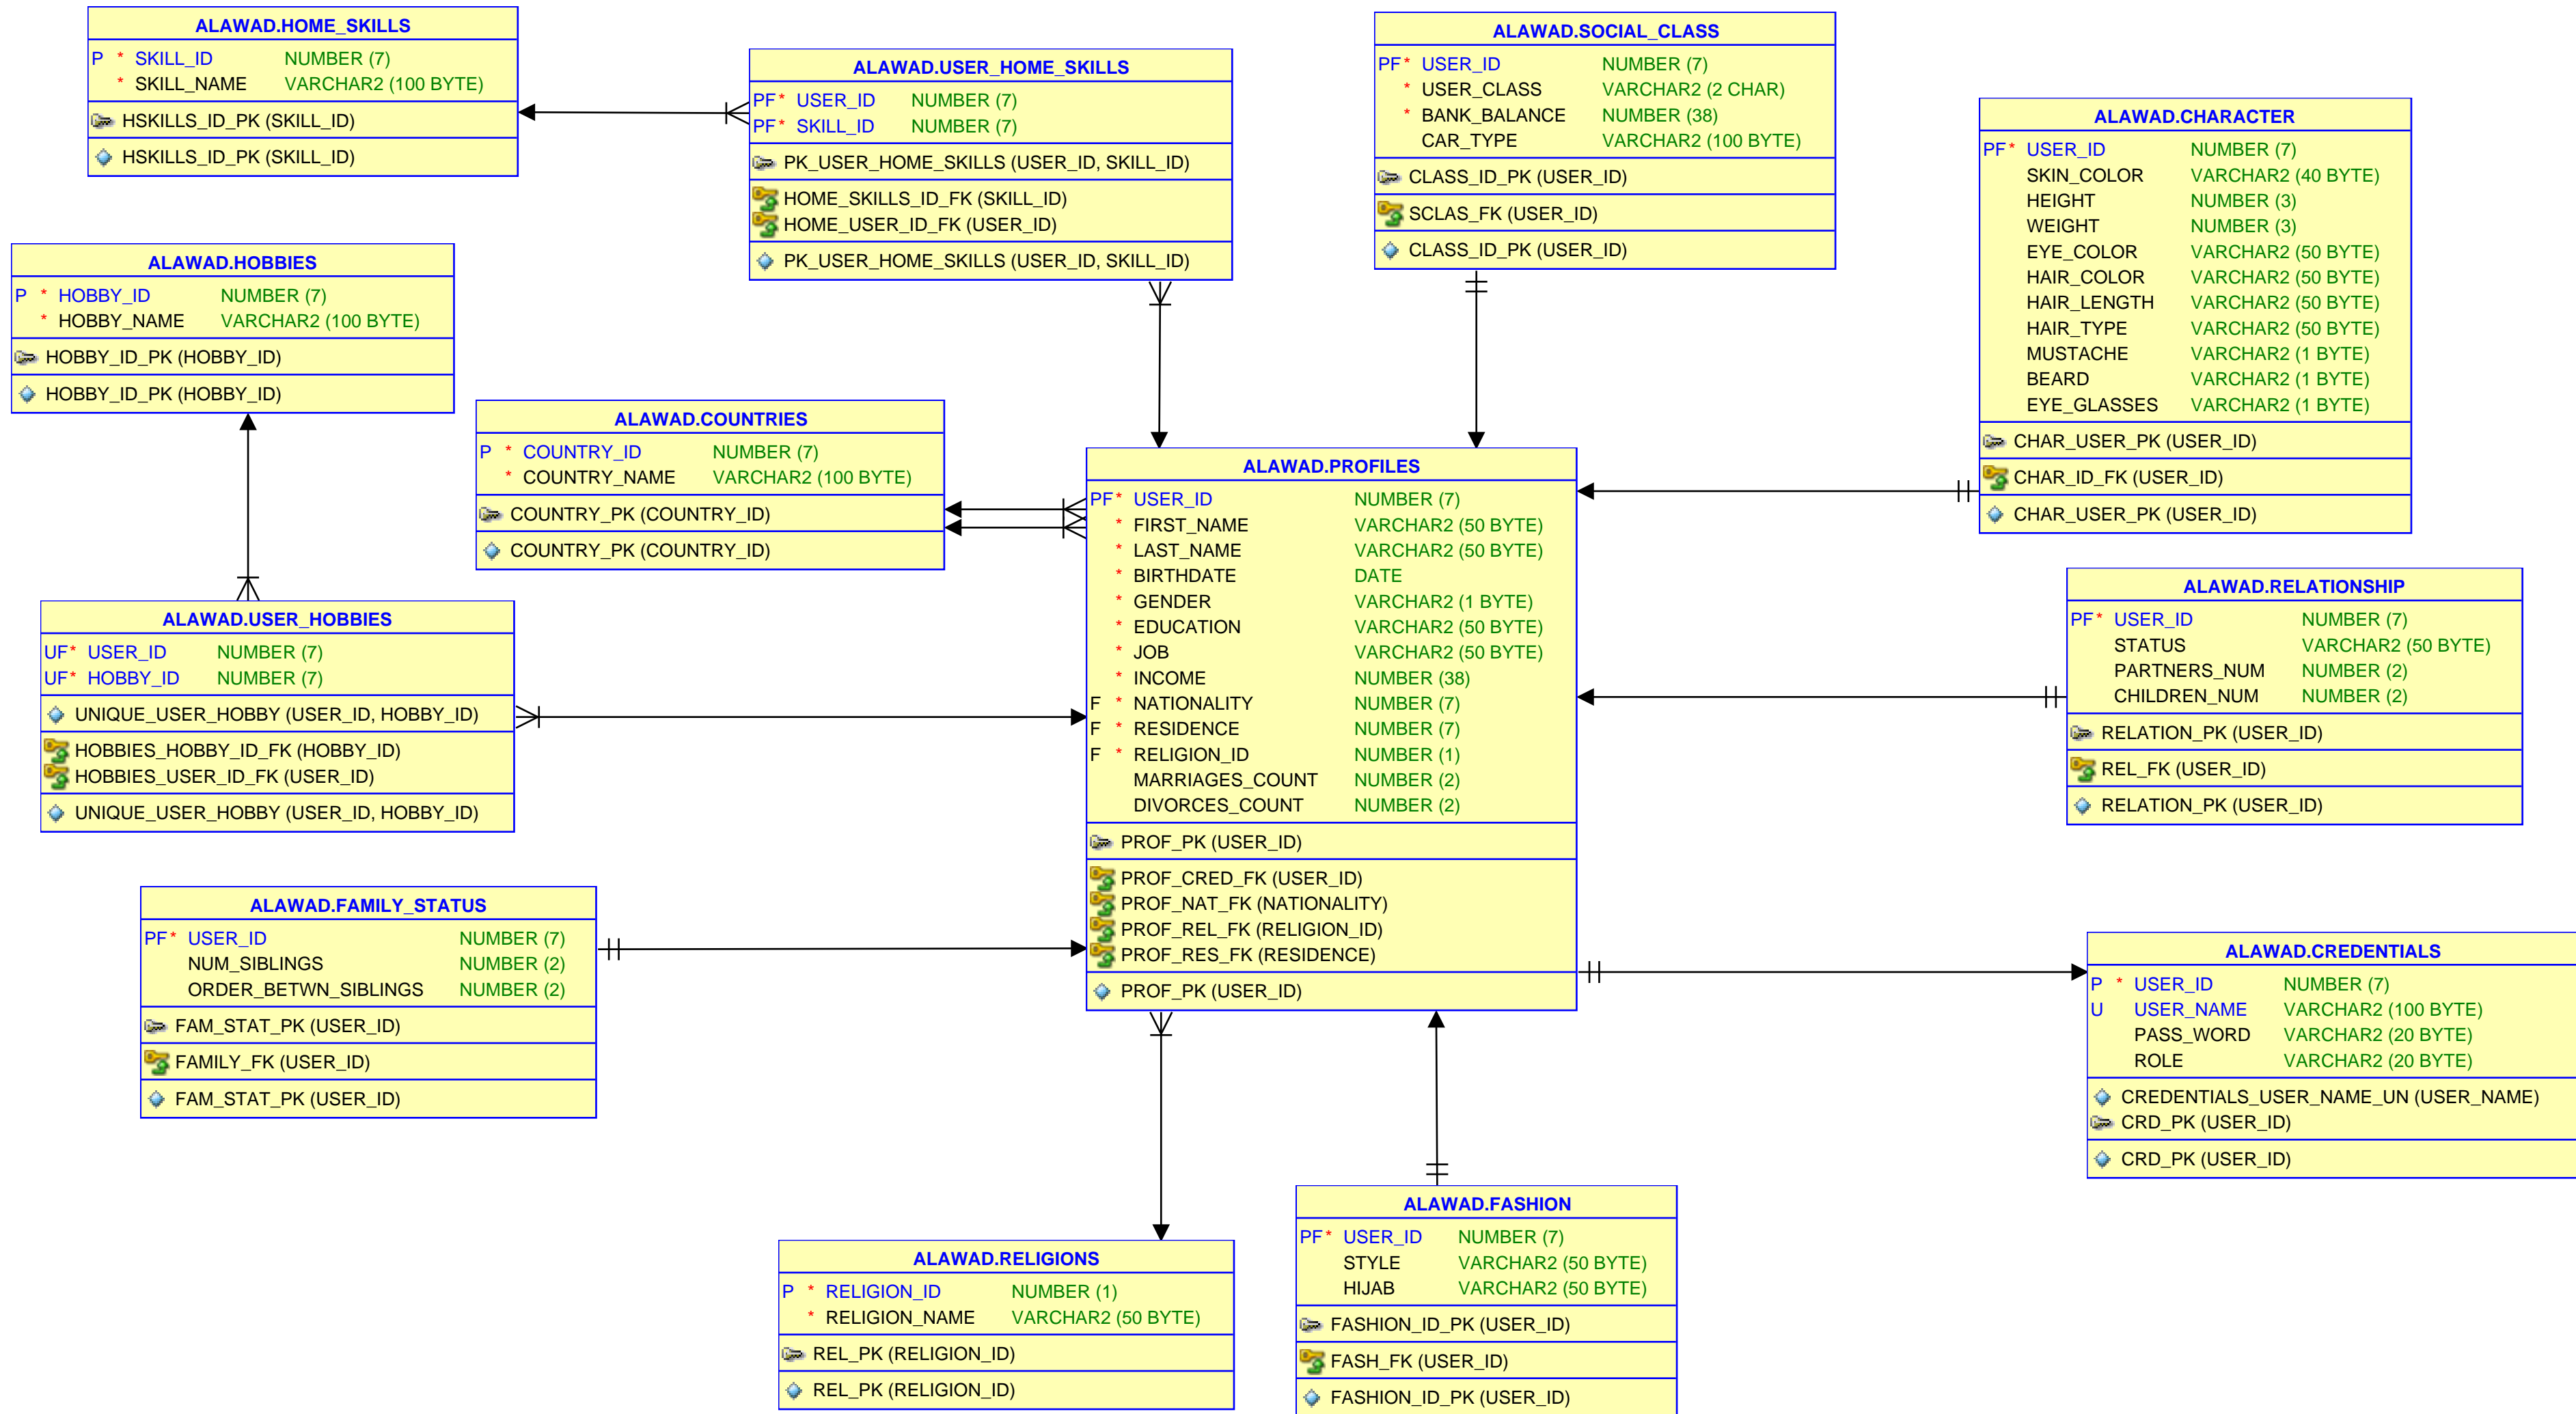 ALAWAD.HOME_SKILLS
P * SKILL_ID NUMBER (7)
* SKILL_NAME VARCHAR2 (100 BYTE)
HSKILLS_ID_PK (SKILL_ID)
HSKILLS_ID_PK (SKILL_ID)
ALAWAD.USER_HOME_SKILLS
PF* USER_ID NUMBER (7)
PF* SKILL_ID NUMBER (7)
PK_USER_HOME_SKILLS (USER_ID, SKILL_ID)
HOME_SKILLS_ID_FK (SKILL_ID)
HOME_USER_ID_FK (USER_ID)
PK_USER_HOME_SKILLS (USER_ID, SKILL_ID)
ALAWAD.SOCIAL_CLASS
PF* USER_ID NUMBER (7)
* USER_CLASS VARCHAR2 (2 CHAR)
* BANK_BALANCE NUMBER (38)
CAR_TYPE VARCHAR2 (100 BYTE)
CLASS_ID_PK (USER_ID)
SCLAS_FK (USER_ID)
CLASS_ID_PK (USER_ID)
ALAWAD.CHARACTER
PF* USER_ID NUMBER (7)
SKIN_COLOR VARCHAR2 (40 BYTE)
HEIGHT NUMBER (3)
WEIGHT NUMBER (3)
EYE_COLOR VARCHAR2 (50 BYTE)
HAIR_COLOR VARCHAR2 (50 BYTE)
HAIR_LENGTH VARCHAR2 (50 BYTE)
HAIR_TYPE VARCHAR2 (50 BYTE)
MUSTACHE VARCHAR2 (1 BYTE)
BEARD VARCHAR2 (1 BYTE)
EYE_GLASSES VARCHAR2 (1 BYTE)
CHAR_USER_PK (USER_ID)
CHAR_ID_FK (USER_ID)
CHAR_USER_PK (USER_ID)
ALAWAD.HOBBIES
P * HOBBY_ID NUMBER (7)
* HOBBY_NAME VARCHAR2 (100 BYTE)
HOBBY_ID_PK (HOBBY_ID)
HOBBY_ID_PK (HOBBY_ID)
ALAWAD.COUNTRIES
P * COUNTRY_ID NUMBER (7)
* COUNTRY_NAME VARCHAR2 (100 BYTE)
COUNTRY_PK (COUNTRY_ID)
COUNTRY_PK (COUNTRY_ID)
ALAWAD.PROFILES
PF* USER_ID NUMBER (7)
* FIRST_NAME VARCHAR2 (50 BYTE)
* LAST_NAME VARCHAR2 (50 BYTE)
* BIRTHDATE DATE
* GENDER VARCHAR2 (1 BYTE)
* EDUCATION VARCHAR2 (50 BYTE)
* JOB VARCHAR2 (50 BYTE)
* INCOME NUMBER (38)
F * NATIONALITY NUMBER (7)
F * RESIDENCE NUMBER (7)
F * RELIGION_ID NUMBER (1)
MARRIAGES_COUNT NUMBER (2)
DIVORCES_COUNT NUMBER (2)
PROF_PK (USER_ID)
PROF_CRED_FK (USER_ID)
PROF_NAT_FK (NATIONALITY)
PROF_REL_FK (RELIGION_ID)
PROF_RES_FK (RESIDENCE)
PROF_PK (USER_ID)
ALAWAD.RELATIONSHIP
PF* USER_ID NUMBER (7)
STATUS VARCHAR2 (50 BYTE)
PARTNERS_NUM NUMBER (2)
CHILDREN_NUM NUMBER (2)
RELATION_PK (USER_ID)
REL_FK (USER_ID)
RELATION_PK (USER_ID)
ALAWAD.USER_HOBBIES
UF* USER_ID NUMBER (7)
UF* HOBBY_ID NUMBER (7)
UNIQUE_USER_HOBBY (USER_ID, HOBBY_ID)
HOBBIES_HOBBY_ID_FK (HOBBY_ID)
HOBBIES_USER_ID_FK (USER_ID)
UNIQUE_USER_HOBBY (USER_ID, HOBBY_ID)
ALAWAD.FAMILY_STATUS
PF* USER_ID NUMBER (7)
NUM_SIBLINGS NUMBER (2)
ORDER_BETWN_SIBLINGS NUMBER (2)
FAM_STAT_PK (USER_ID)
FAMILY_FK (USER_ID)
FAM_STAT_PK (USER_ID)
ALAWAD.CREDENTIALS
P * USER_ID NUMBER (7)
U USER_NAME VARCHAR2 (100 BYTE)
PASS_WORD VARCHAR2 (20 BYTE)
ROLE VARCHAR2 (20 BYTE)
CREDENTIALS_USER_NAME_UN (USER_NAME)
CRD_PK (USER_ID)
CRD_PK (USER_ID)
ALAWAD.RELIGIONS
P * RELIGION_ID NUMBER (1)
* RELIGION_NAME VARCHAR2 (50 BYTE)
REL_PK (RELIGION_ID)
REL_PK (RELIGION_ID)
ALAWAD.FASHION
PF* USER_ID NUMBER (7)
STYLE VARCHAR2 (50 BYTE)
HIJAB VARCHAR2 (50 BYTE)
FASHION_ID_PK (USER_ID)
FASH_FK (USER_ID)
FASHION_ID_PK (USER_ID)